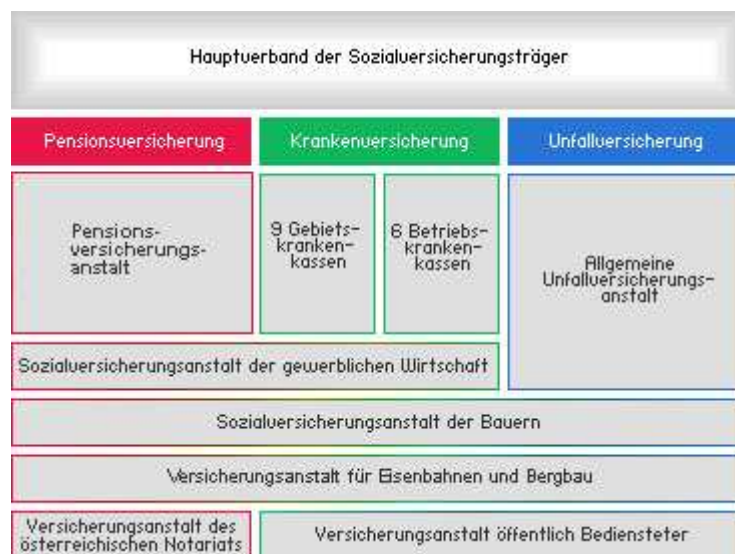 Hauptverband der Sozialversicherungsträger
Pensionsversicherung
Krankenversicherung
Unfallversicherung
Pensions-
versicherungs-
anstalt
9 Gebiets-
kranken-
kassen
6 Betriebs-
kranken-
kassen
Allgemeine
Unfallversicherungs-
anstalt
Sozialversicherungsanstalt der gewerblichen Wirtschaft
Sozialversicherungsanstalt der Bauern
Versicherungsanstalt für Eisenbahnen und Bergbau
Versicherungsanstalt des
österreichischen Notariats
Versicherungsanstalt öffentlich Bediensteter